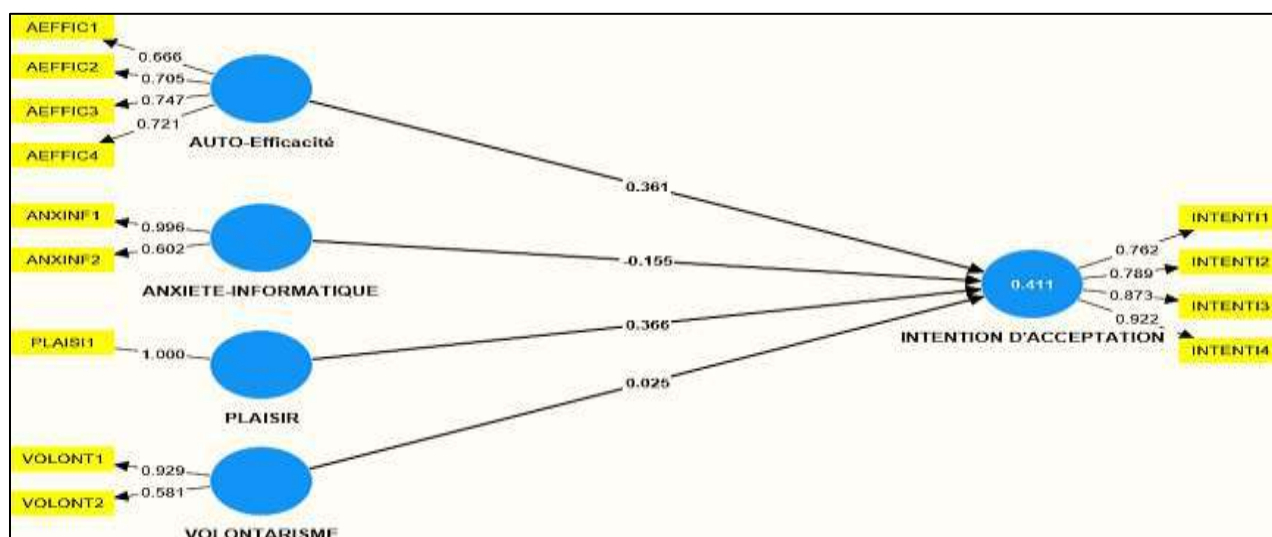 AEFFIC1
0.666
AEFFIC2
0.705
0.747
AEFFIC3
0.721
AEFFIC4
AUTO-Efficacité
0.361
ANXINF1
0.996
0.602
ANXINF2
ANXIETE-INFORMATIQUE
-0.155
PLAISI1
1.000
PLAISIR
0.366
VOLONT1
0.929
0.581
VOLONT2
VOLONTARISME
0.025
0.411
INTENTION D'ACCEPTATION
INTENTI1
0.762
INTENTI2
0.789
0.873
INTENTI3
0.922
INTENTI4